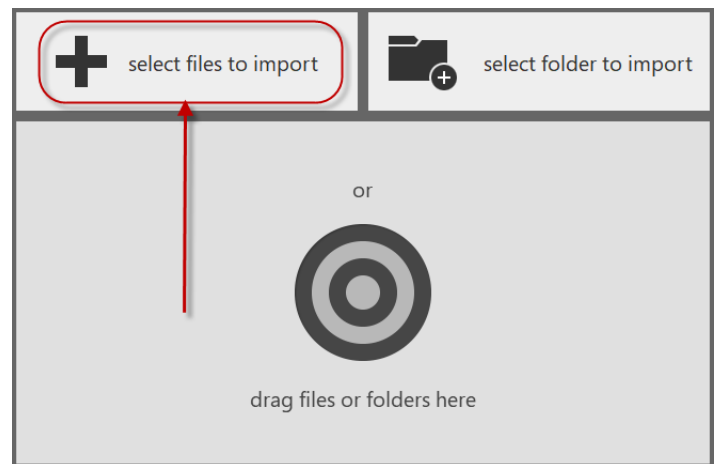 select files to import
select folder to import
or
drag files or folders here